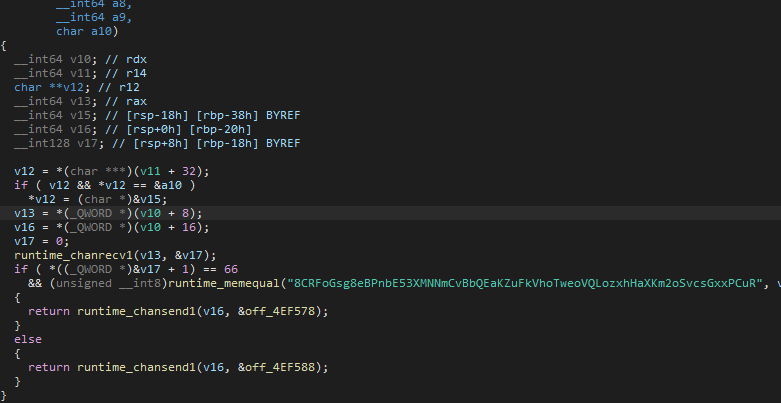 __int64 a8,
__int64 a9,
char a10)
{
__int64 v10; // rdx
__int64 v11; // r14
char **v12; // r12
__int64 v13; // rax
__int64 v15; // [rsp-18h] [rbp-38h] BYREF
__int64 v16; // [rsp+0h] [rbp-20h]
__int128 v17; // [rsp+8h] [rbp-18h] BYREF
v12 = *(char ***)(v11 + 32);
if ( v12 && *v12 == &a10 )
*v12 = (char *)&v15;
v13 = *(_QWORD *)(v10 + 8);
v16 = *(_QWORD *)(v10 + 16);
v17 = 0;
runtime_chanrecv1(v13, &v17);
if ( *((_QWORD *)&v17 + 1) == 66
&& (unsigned __int8)runtime_memequal("8CRFoGsg8eBPnbE53XMNNmCvBbQEaKZuFkVhoTweoVQLozxhHaXKm2oSvcsGxxPCuR", v
{
return runtime_chansend1(v16, &off_4EF578);
}
else
{
return runtime_chansend1(v16, &off_4EF588);
}
}